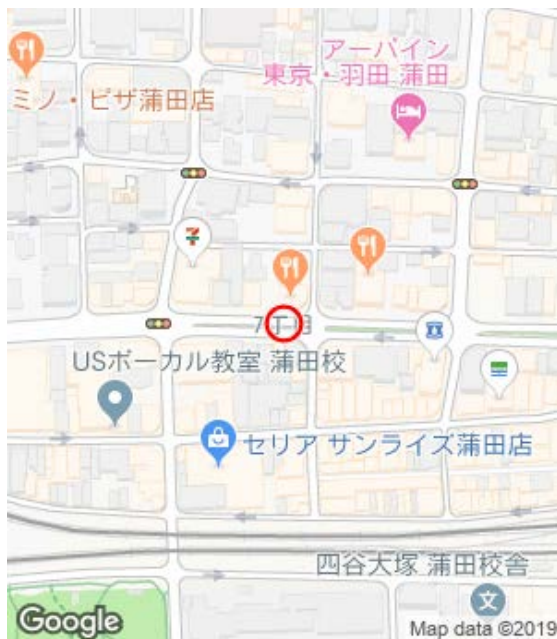 アーバイン
東京・羽田 蒲田
ミノ・ピザ蒲田店
7丁目
USボーカル教室 蒲田校
セリア サンライズ蒲田店
四谷大塚 蒲田校舎
文
Google
Map data ©2019